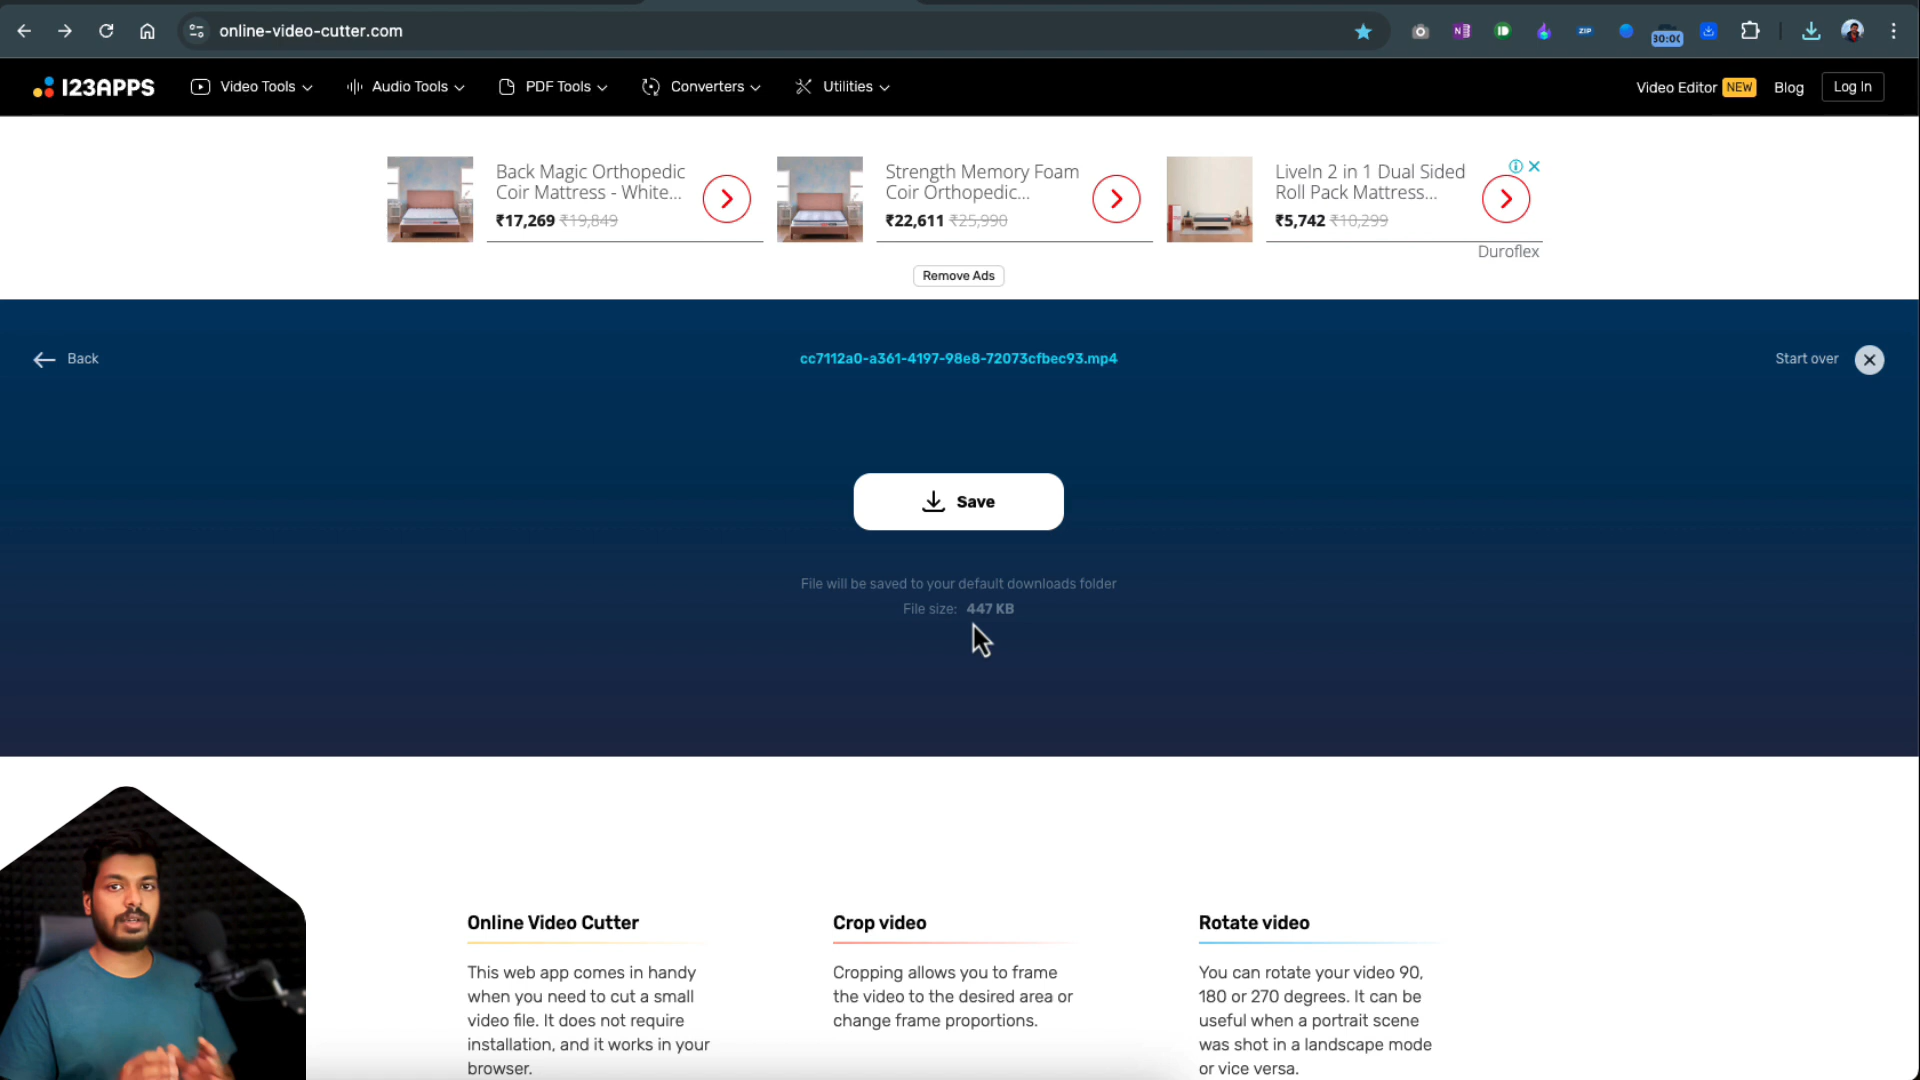 online-video-cutter.com
N
ID
ZIP
30:00
123APPS
Video Tools
Audio Tools
PDF Tools
Converters
Utilities
Video Editor NEW
Blog
Log In
Back Magic Orthopedic
Coir Mattress - White...
₹17,269 ₹19,849
Strength Memory Foam
Coir Orthopedic...
₹22,611 ₹25,990
LiveIn 2 in 1 Dual Sided
Roll Pack Mattress...
₹5,742 ₹10,299
Duroflex
Remove Ads
Back
cc7112a0-a361-4197-98e8-72073cfbec93.mp4
Start over
Save
File will be saved to your default downloads folder
File size: 447 KB
Online Video Cutter
This web app comes in handy
when you need to cut a small
video file. It does not require
installation, and it works in your
browser.
Crop video
Cropping allows you to frame
the video to the desired area or
change frame proportions.
Rotate video
You can rotate your video 90,
180 or 270 degrees. It can be
useful when a portrait scene
was shot in a landscape mode
or vice versa.